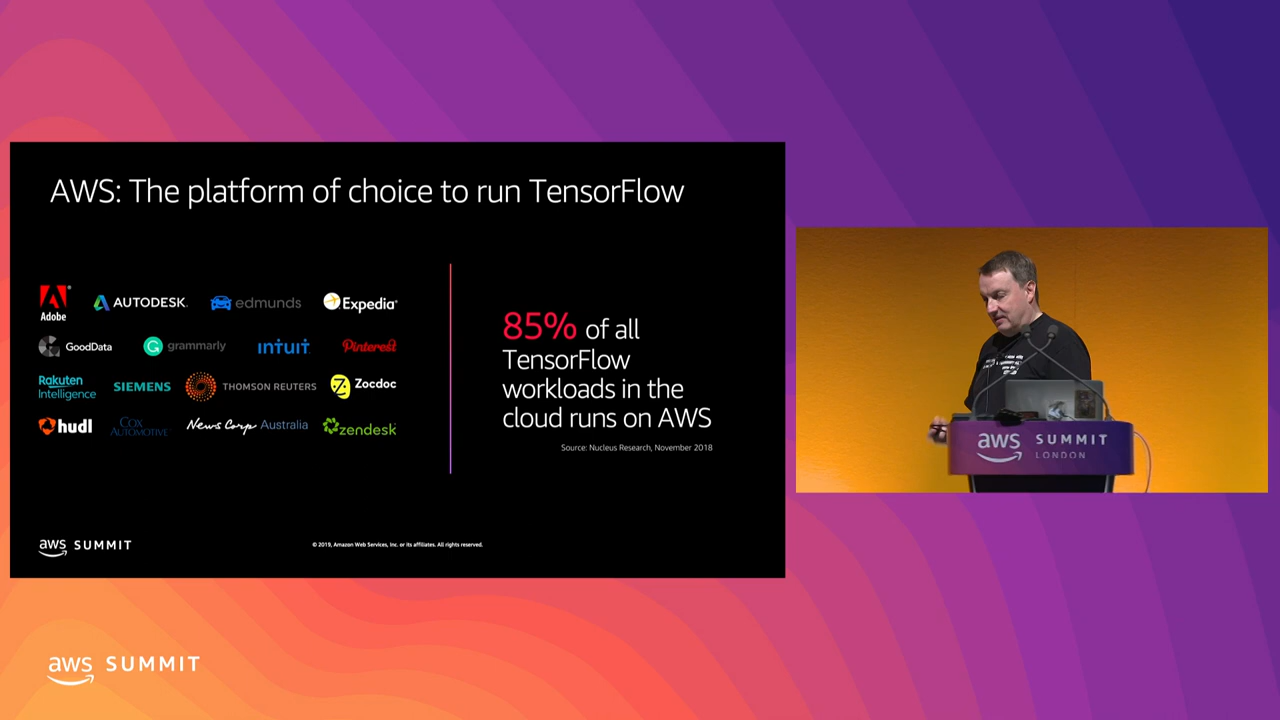 AWS: The platform of choice to run TensorFlow
Adobe
AUTODESK.
edmunds
Expedia
GoodData
grammarly
intuit
Pinterest
Rakuten
Intelligence
SIEMENS
THOMSON REUTERS
Zocdoc
hudl
COX
AUTOMOTIVE
News Corp Australia
zendesk
85% of all
TensorFlow
workloads in the
cloud runs on AWS
Source: Nucleus Research, November 2018
aws SUMMIT
© 2019, Amazon Web Services, Inc. or its affiliates. All rights reserved.
aws SUMMIT
LONDON
aws SUMMIT